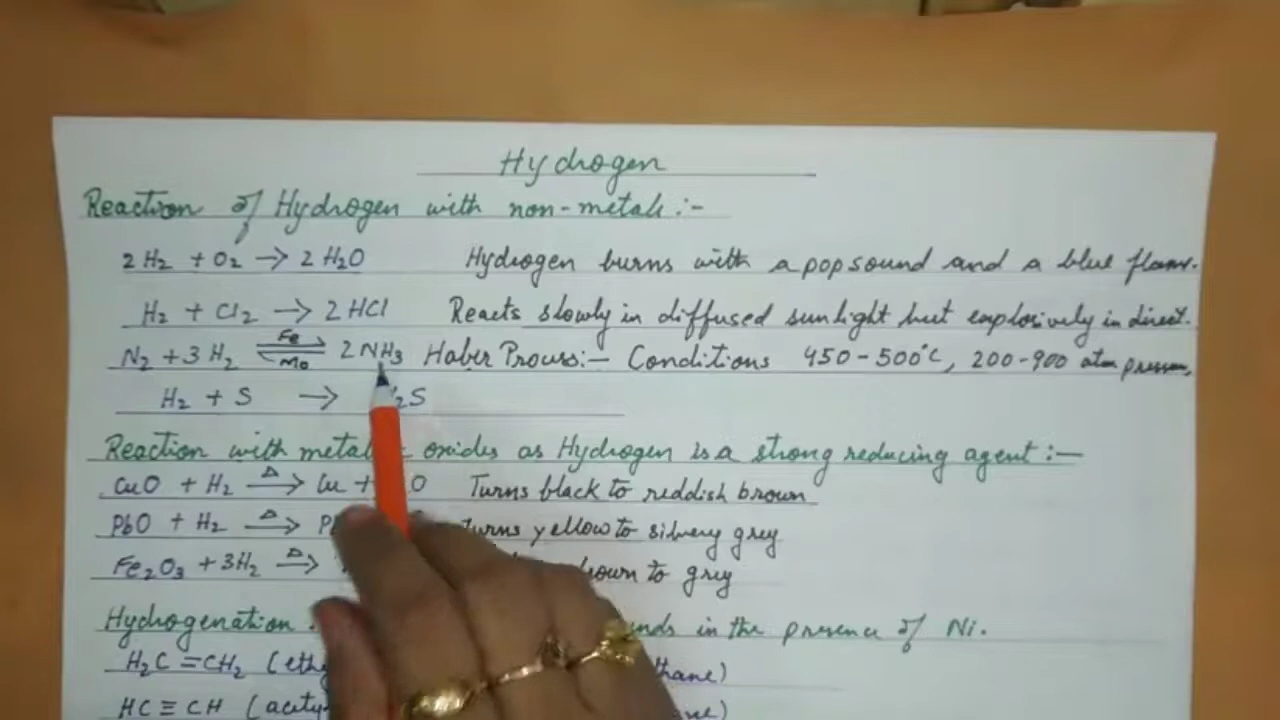 Hydrogen
Reaction of Hydrogen with non-metals :-
2H₂ + O₂ → 2H₂O Hydrogen burns with a pop sound and a blue flame.
H₂ + Cl₂ → 2HCl Reacts slowly in diffused sunlight but explosively in direct.
N₂ + 3H₂ ⇌ Fe Mo 2NH₃ Haber Process:- Conditions 450-500°C, 200-900 atm pressure,
H₂ + S → ₂S
Reaction with metal oxides as Hydrogen is a strong reducing agent :-
CuO + H₂ △→ Cu + O Turns black to reddish brown
PbO + H₂ △→ turns yellow to silvery grey
Fe₂O₃ + 3H₂ △→ to grey
Hydrogenation in the presence of Ni.
H₂C = CH₂
HC ≡ CH